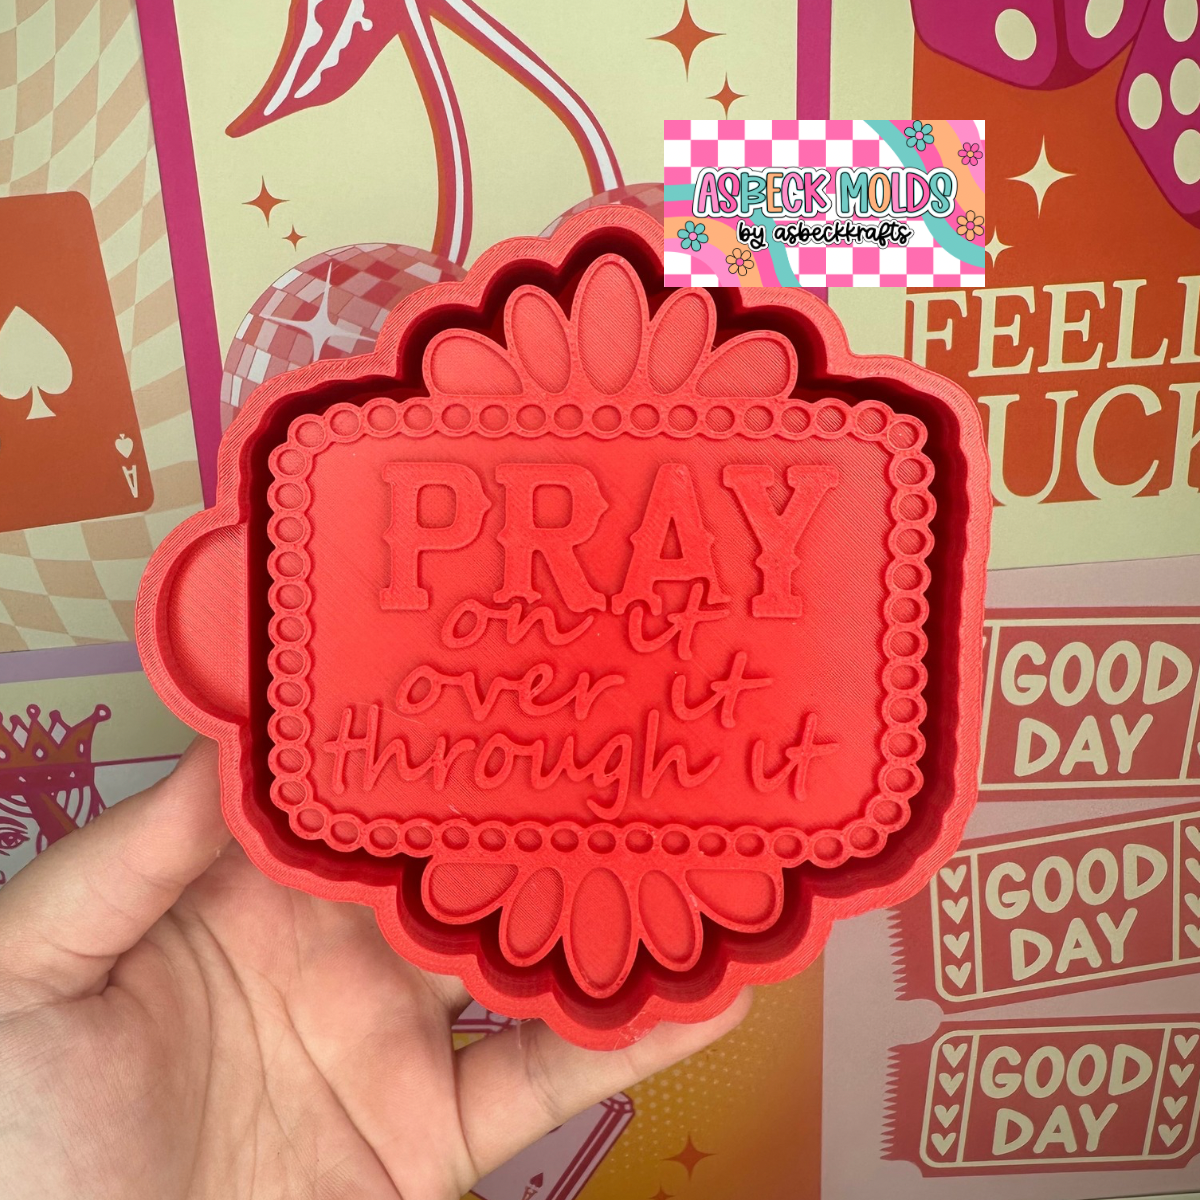 ASBECK MOLDS
by asbeckkrafts
PRAY
on it
over it
through it
A
GOOD
DAY
GOOD
DAY
GOOD
DAY